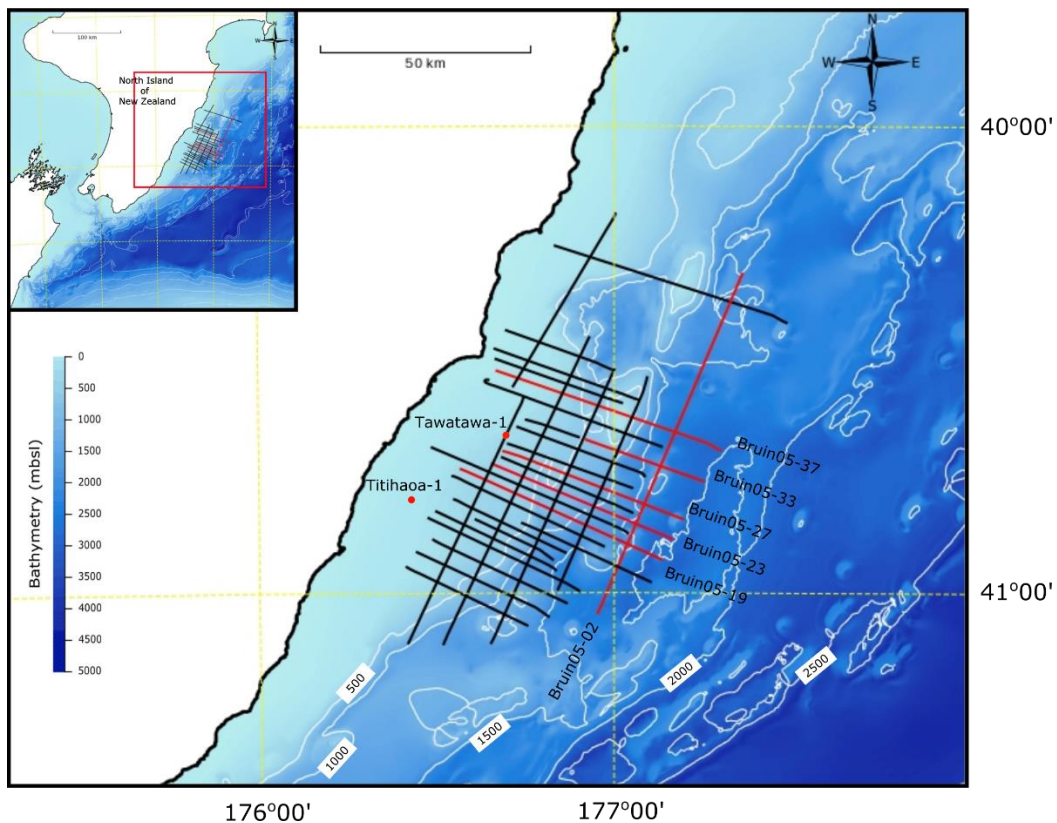 100 km
N
W
E
S
North Island
of
New Zealand
50 km
N
W
E
S
40°00'
0
500
1000
1500
2000
2500
3000
3500
4000
4500
5000
Bathymetry (mbsl)
Tawatawa-1
Titihaoa-1
Bruin05-37
Bruin05-33
Bruin05-27
Bruin05-23
Bruin05-19
Bruin05-02
41°00'
500
1000
1500
2000
2500
176°00'
177°00'